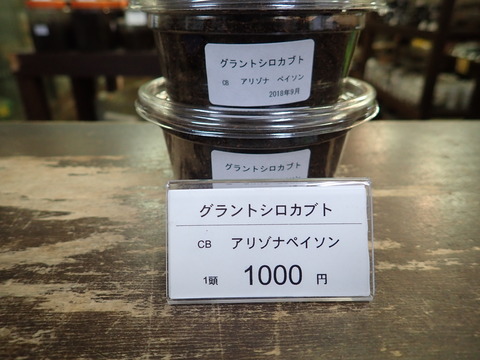 グラントシロカブト
CB アリゾナ ペイソン
2018年9月
グラントシロカブト
グラントシロカブト
CB アリゾナペイソン
1頭 1000 円